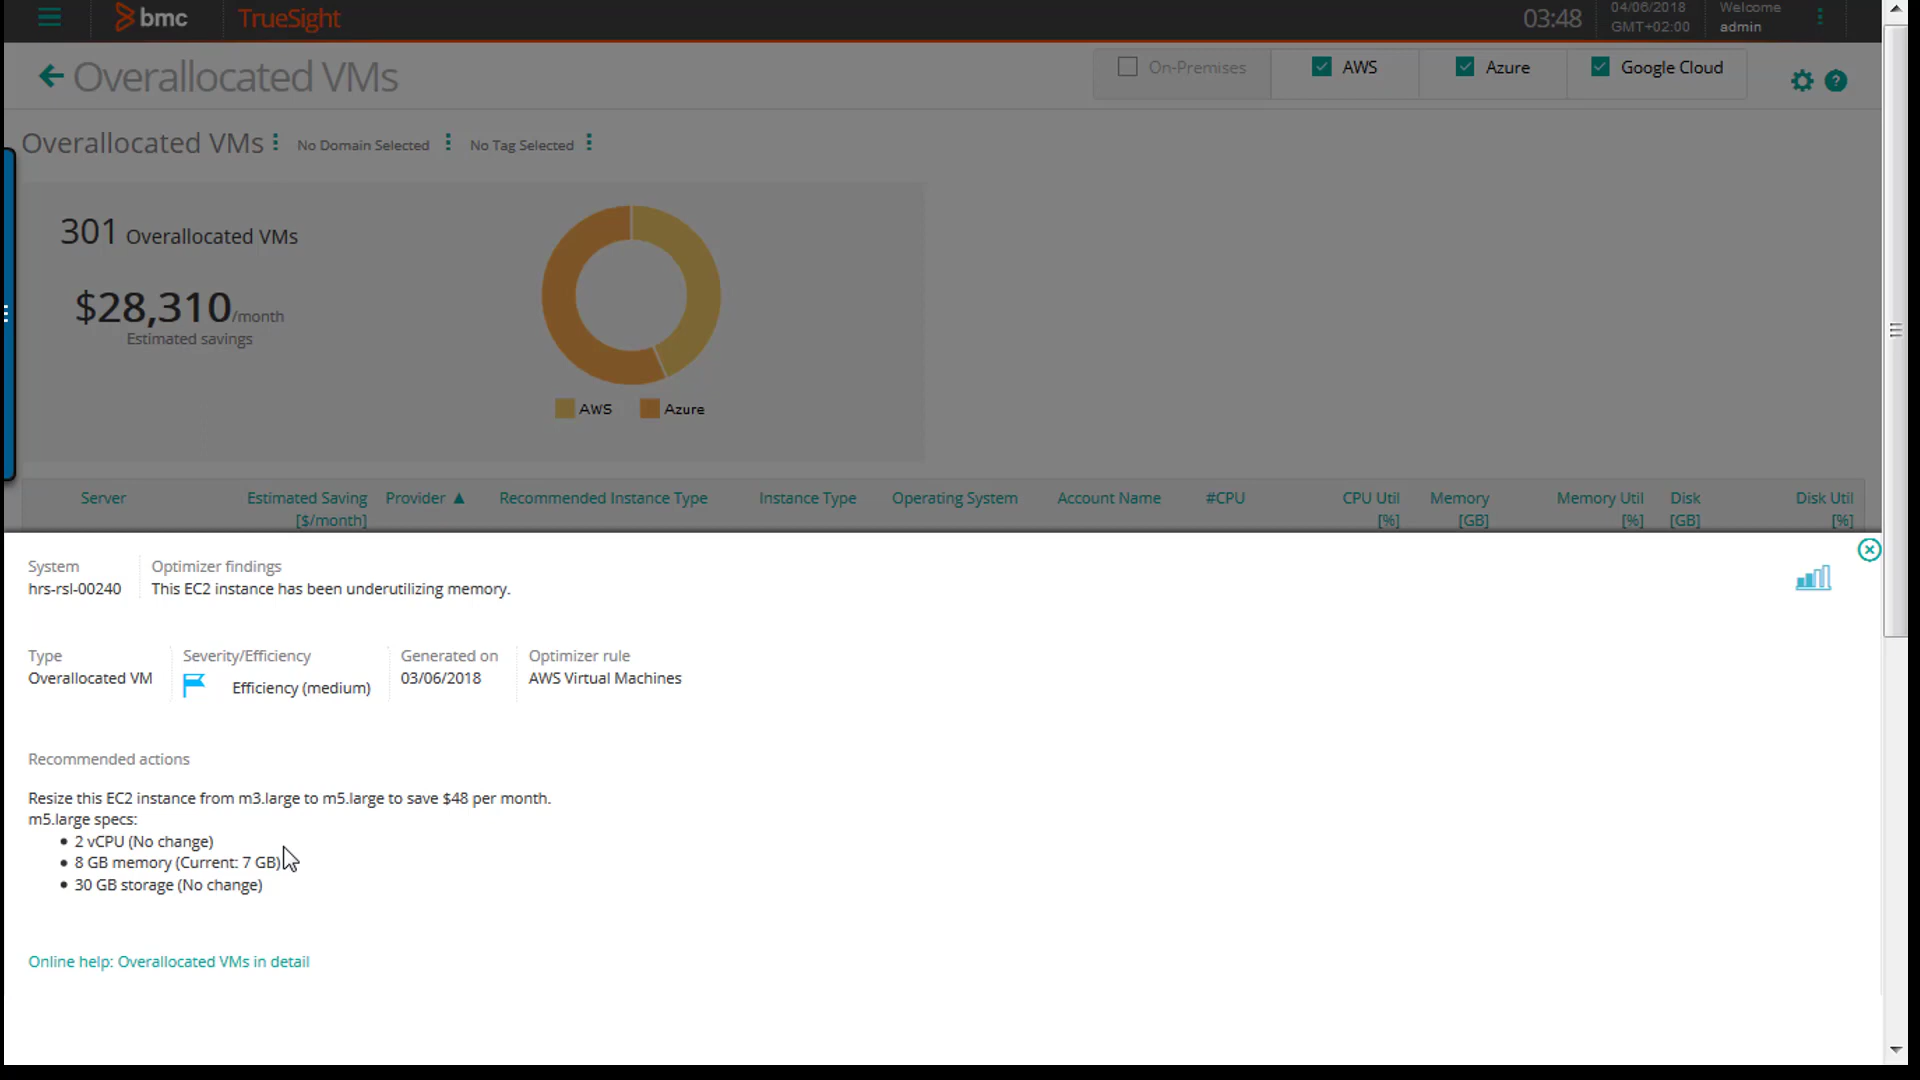 bmc TrueSight 03:48 04/06/2018 Welcome
GMT+02:00 admin
Overallocated VMs On-Premises AWS Azure Google Cloud ?
Overallocated VMs No Domain Selected No Tag Selected
301 Overallocated VMs
$28,310/month
Estimated savings
AWS Azure
Server Estimated Saving Provider ▲ Recommended Instance Type Instance Type Operating System Account Name #CPU CPU Util Memory Memory Util Disk Disk Util
[$/month] [%] [GB] [%] [GB] [%]
System Optimizer findings
hrs-rsl-00240 This EC2 instance has been underutilizing memory.
Type Severity/Efficiency Generated on Optimizer rule
Overallocated VM Efficiency (medium) 03/06/2018 AWS Virtual Machines
Recommended actions
Resize this EC2 instance from m3.large to m5.large to save $48 per month.
m5.large specs:
• 2 vCPU (No change)
• 8 GB memory (Current: 7 GB)
• 30 GB storage (No change)
Online help: Overallocated VMs in detail